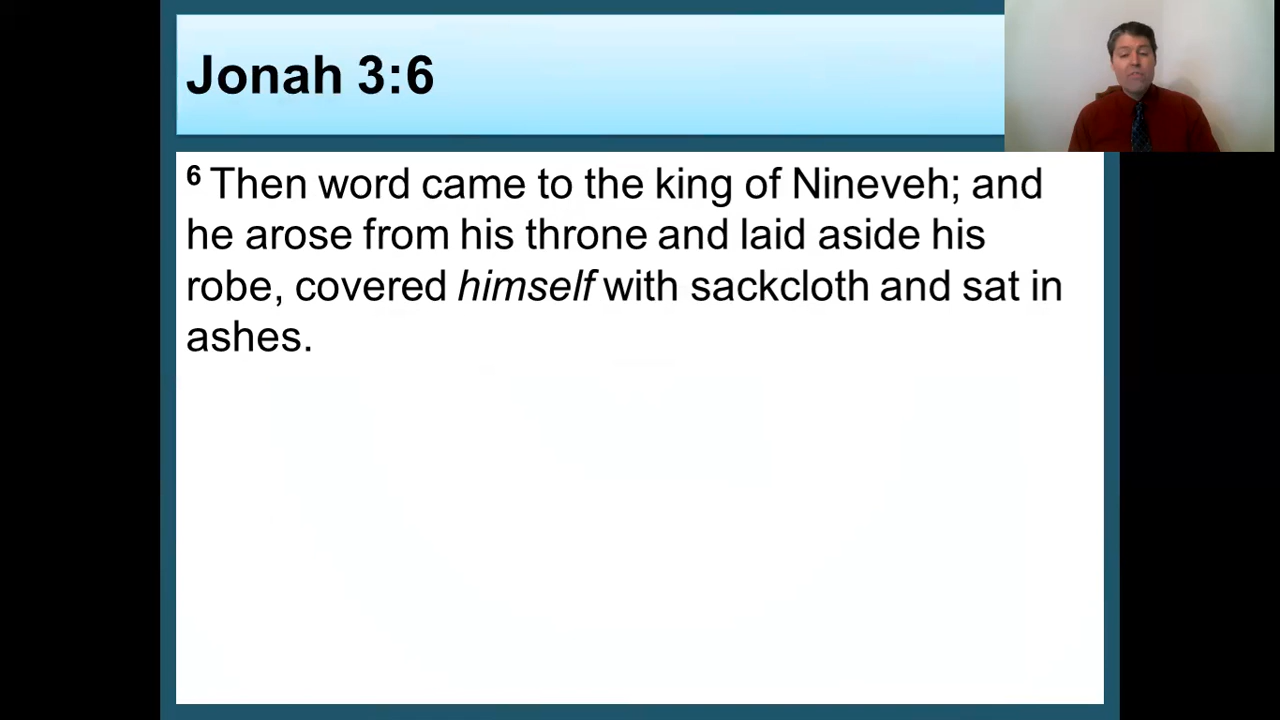 Jonah 3:6
6 Then word came to the king of Nineveh; and
he arose from his throne and laid aside his
robe, covered himself with sackcloth and sat in
ashes.